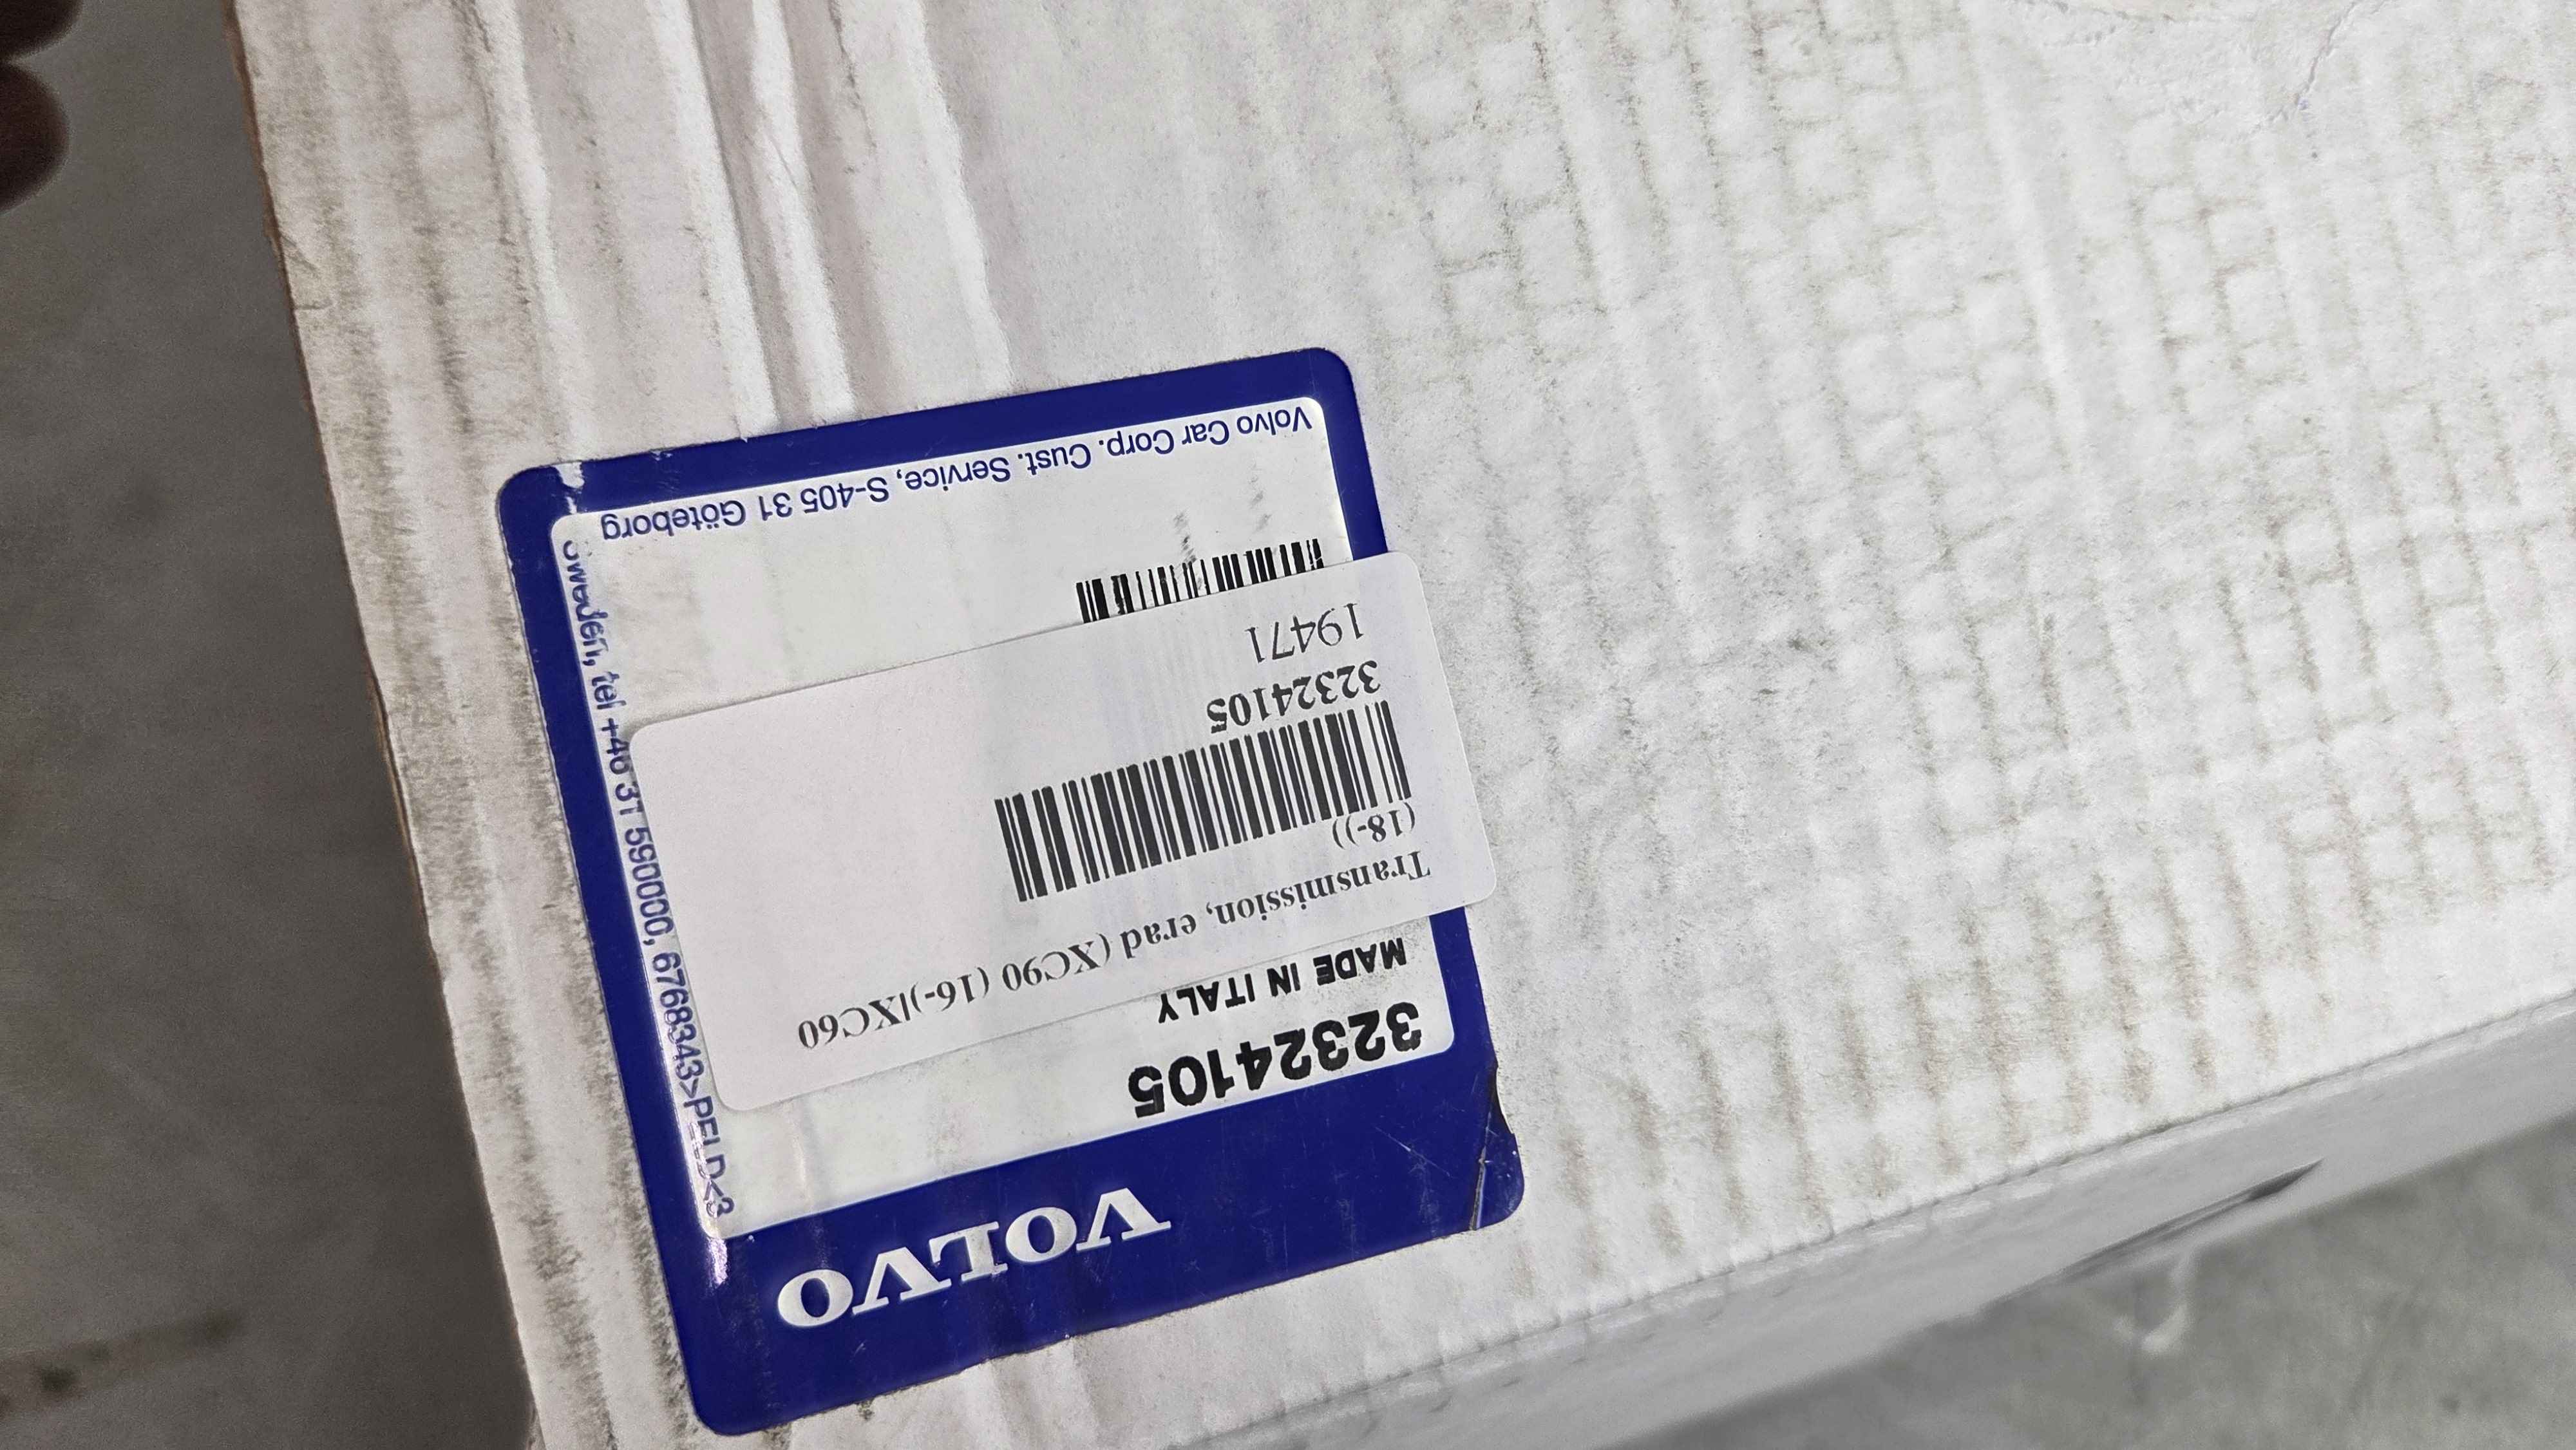 VOLVO
32324105
MADE IN ITALY
Transmission, erad (XC90 (16-)|XC60
(18-))
32324105
19471
Volvo Car Corp. Cust. Service, S-405 31 Göteborg
Sweden, tel +46 31 590000, 67683343>PELD<3